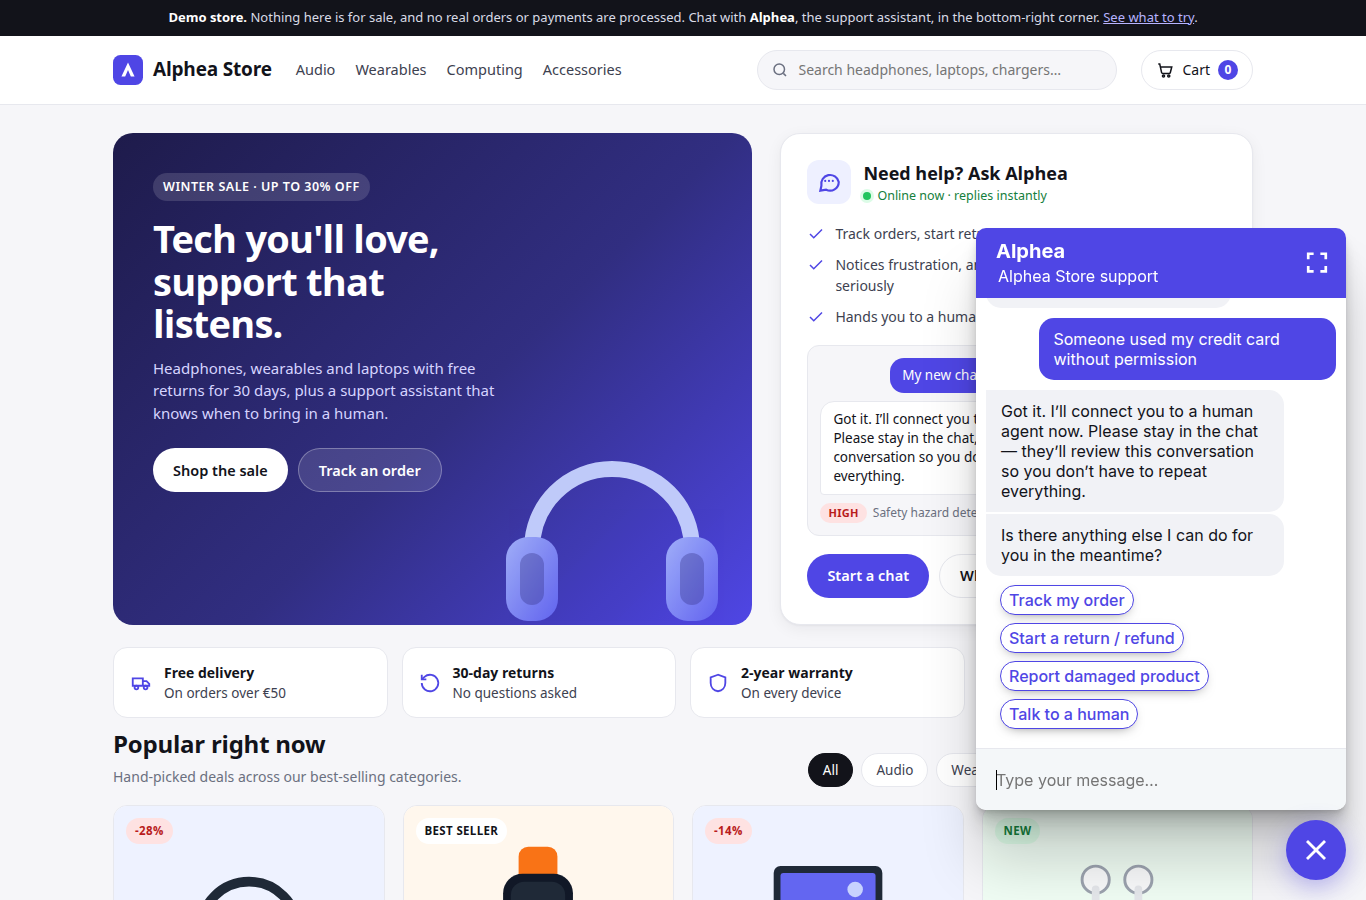 Demo store. Nothing here is for sale, and no real orders or payments are processed. Chat with Alphea, the support assistant, in the bottom-right corner. See what to try.
Alphea Store
Audio
Wearables
Computing
Accessories
Search headphones, laptops, chargers...
Cart 0
WINTER SALE · UP TO 30% OFF
Tech you'll love,
support that
listens.
Headphones, wearables and laptops with free
returns for 30 days, plus a support assistant that
knows when to bring in a human.
Shop the sale
Track an order
Need help? Ask Alphea
Online now · replies instantly
Track orders, start
Notices frustration,
seriously
Hands you to a huma
My new cha
Got it. I'll connect you
Please stay in the chat,
conversation so you
everything.
HIGH Safety hazard dete
Start a chat
Alphea
Alphea Store support
Someone used my credit card
without permission
Got it. I'll connect you to a human
agent now. Please stay in the chat
— they'll review this conversation
so you don't have to repeat
everything.
Is there anything else I can do for
you in the meantime?
Track my order
Start a return / refund
Report damaged product
Talk to a human
Type your message...
Free delivery
On orders over €50
30-day returns
No questions asked
2-year warranty
On every device
Popular right now
Hand-picked deals across our best-selling categories.
All
Audio
Wea
-28%
BEST SELLER
-14%
NEW